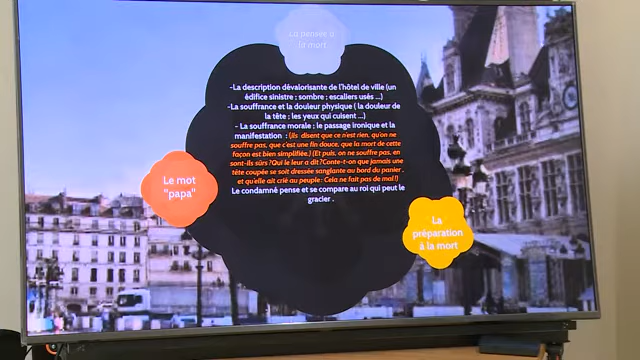 La pensée à
la mort
-La description dévalorisante de l'hôtel de ville (un
édifice sinistre : sombre ; escaliers usés ...)
-La souffrance et la douleur physique ( la douleur de
la tête ; les yeux qui cuisent ...)
- La souffrance morale ; le passage ironique et la
manifestation : (ils disent que ce n'est rien, qu'on ne
souffre pas, que c'est une fin douce, que la mort de cette
façon est bien simplifiée.) (Et puis, on ne souffre pas, en
sont-ils sûrs ?Qui le leur a dit?Conte-t-on que jamais une
tête coupée se soit dressée sanglante au bord du panier .
et qu'elle ait crié au peuple: Cela ne fait pas de mal!)
Le condamné pense et se compare au roi qui peut le
gracier .
Le mot
"papa"
La
préparation
à la mort